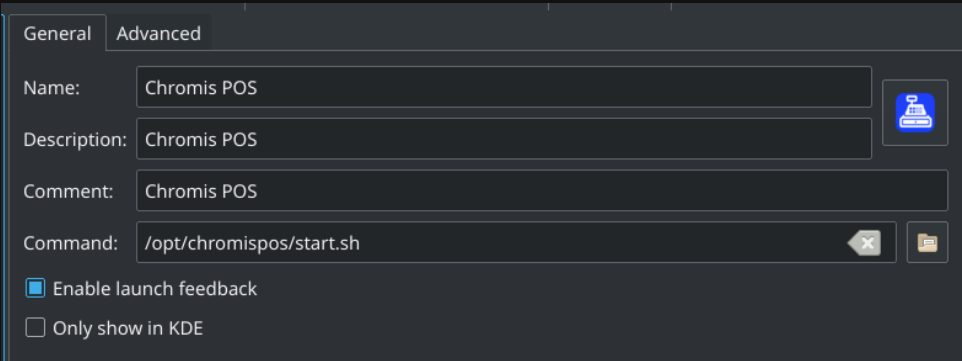 General Advanced
Name: Chromis POS
Description: Chromis POS
Comment: Chromis POS
Command: /opt/chromispos/start.sh
Enable launch feedback
Only show in KDE